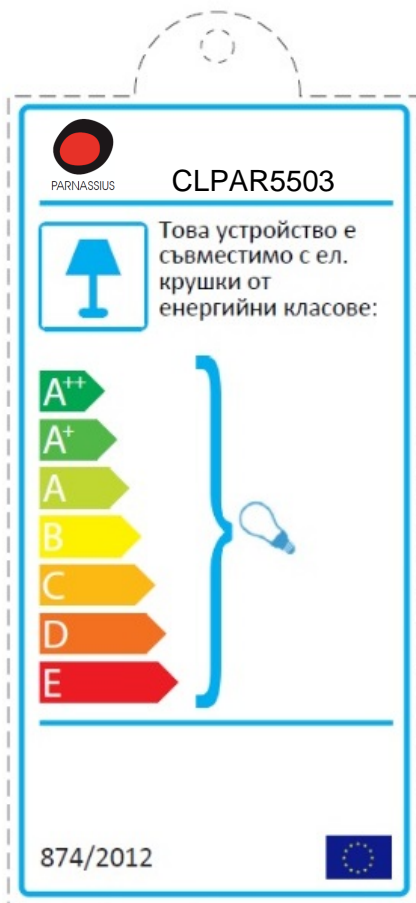 PARNASSIUS
CLPAR5503
Това устройство е
съвместимо с ел.
крушки от
енергийни класове:
A++
A+
A
B
C
D
E
874/2012